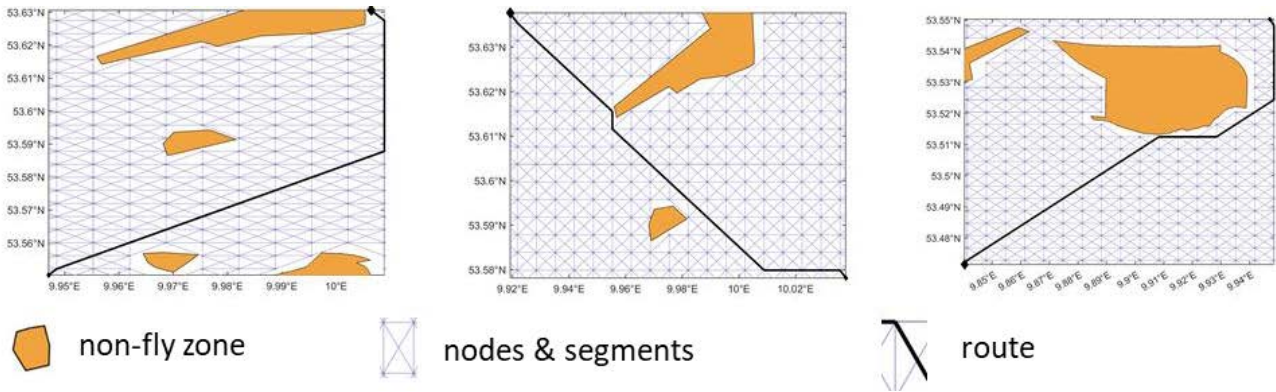 53.63°N
53.62°N
53.61°N
53.6°N
53.59°N
53.58°N
53.57°N
53.56°N
9.95°E 9.96°E 9.97°E 9.98°E 9.99°E 10°E
53.63°N
53.62°N
53.61°N
53.6°N
53.59°N
53.58°N
9.92°E 9.94°E 9.96°E 9.98°E 10°E 10.02°E
53.55°N
53.54°N
53.53°N
53.52°N
53.51°N
53.5°N
53.49°N
53.48°N
9.85°E 9.86°E 9.87°E 9.88°E 9.89°E 9.9°E 9.91°E 9.92°E 9.93°E 9.94°E
non-fly zone
nodes & segments
route